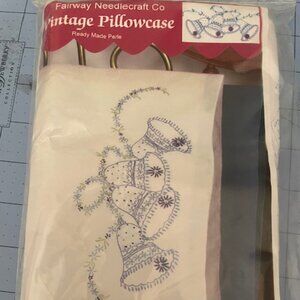 Fairway Needlecraft Co
Vintage Pillowcase
Ready Made Perle